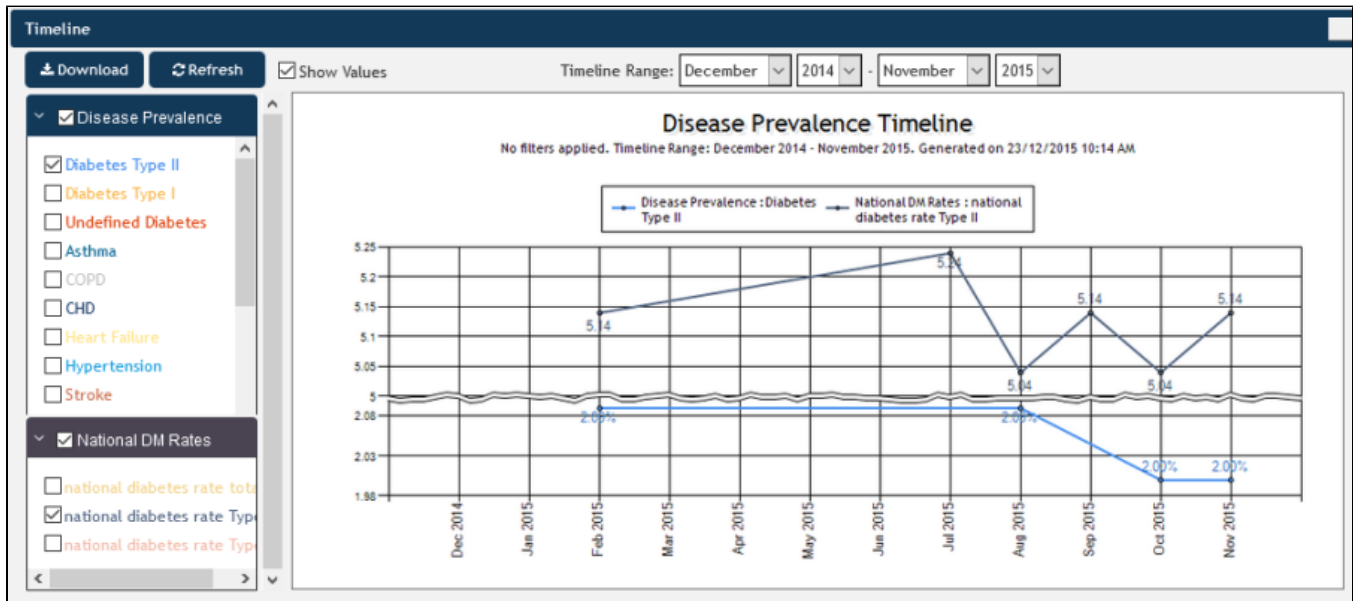 Timeline
Download
Refresh
Show Values
Timeline Range: December 2014 - November 2015
Disease Prevalence
Diabetes Type II
Diabetes Type I
Undefined Diabetes
Asthma
COPD
CHD
Heart Failure
Hypertension
Stroke
National DM Rates
national diabetes rate tota
national diabetes rate Typ
national diabetes rate Typ
Disease Prevalence Timeline
No filters applied. Timeline Range: December 2014 - November 2015. Generated on 23/12/2015 10:14 AM
Disease Prevalence : Diabetes
Type II
National DM Rates : national
diabetes rate Type II
5.25
5.2
5.15
5.1
5.05
5
2.08
2.03
1.98
5.14
5.24
5.04
5.14
5.04
5.14
2.00%
2.00%
Dec 2014
Jan 2015
Feb 2015
Mar 2015
Apr 2015
May 2015
Jun 2015
Jul 2015
Aug 2015
Sep 2015
Oct 2015
Nov 2015